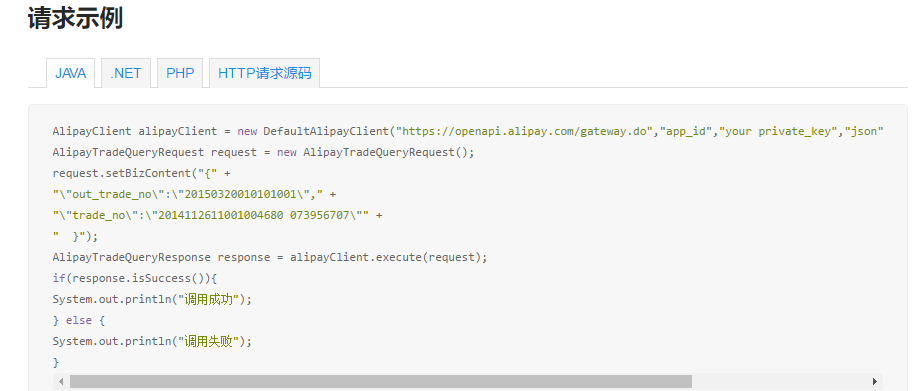 请求示例
JAVA .NET PHP HTTP请求源码
AlipayClient alipayClient = new DefaultAlipayClient("https://openapi.alipay.com/gateway.do","app_id","your private_key","json"
AlipayTradeQueryRequest request = new AlipayTradeQueryRequest();
request.setBizContent("{" +
"\"out_trade_no\":\"20150320010101001\"," +
"\"trade_no\":\"2014112611001004680 073956707\"" +
"  }");
AlipayTradeQueryResponse response = alipayClient.execute(request);
if(response.isSuccess()){
System.out.println("调用成功");
} else {
System.out.println("调用失败");
}